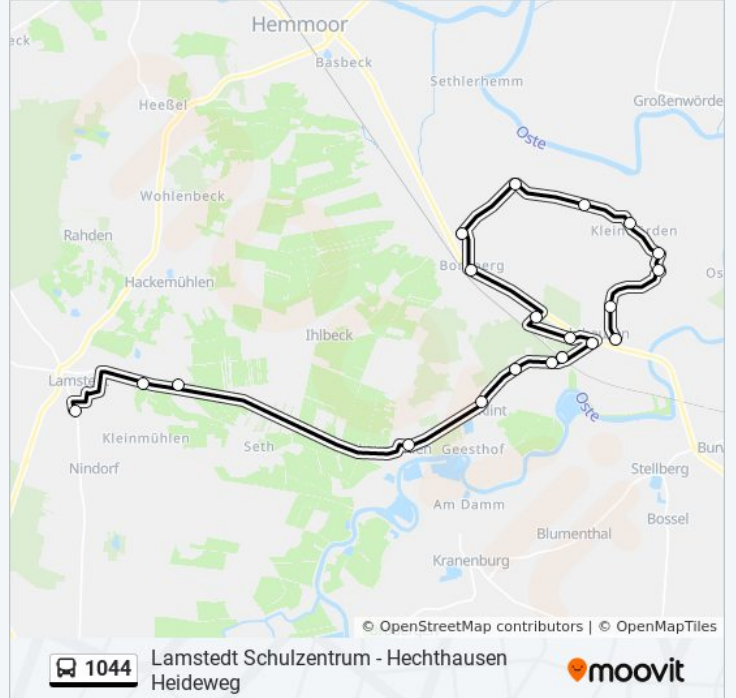 Hemmoor
Basbeck
Sethlerhemm
Großenwörde
Heeßel
Oste
Wohlenbeck
Rahden
Hackemühlen
Ihlbeck
Kleinmühlen
Seth
Geesthof
Nindorf
Oste
Stellberg
Am Damm
Bossel
Blumenthal
Kranenburg
© OpenStreetMap contributors | © OpenMapTiles
1044
Lamstedt Schulzentrum - Hechthausen
Heideweg
moovit